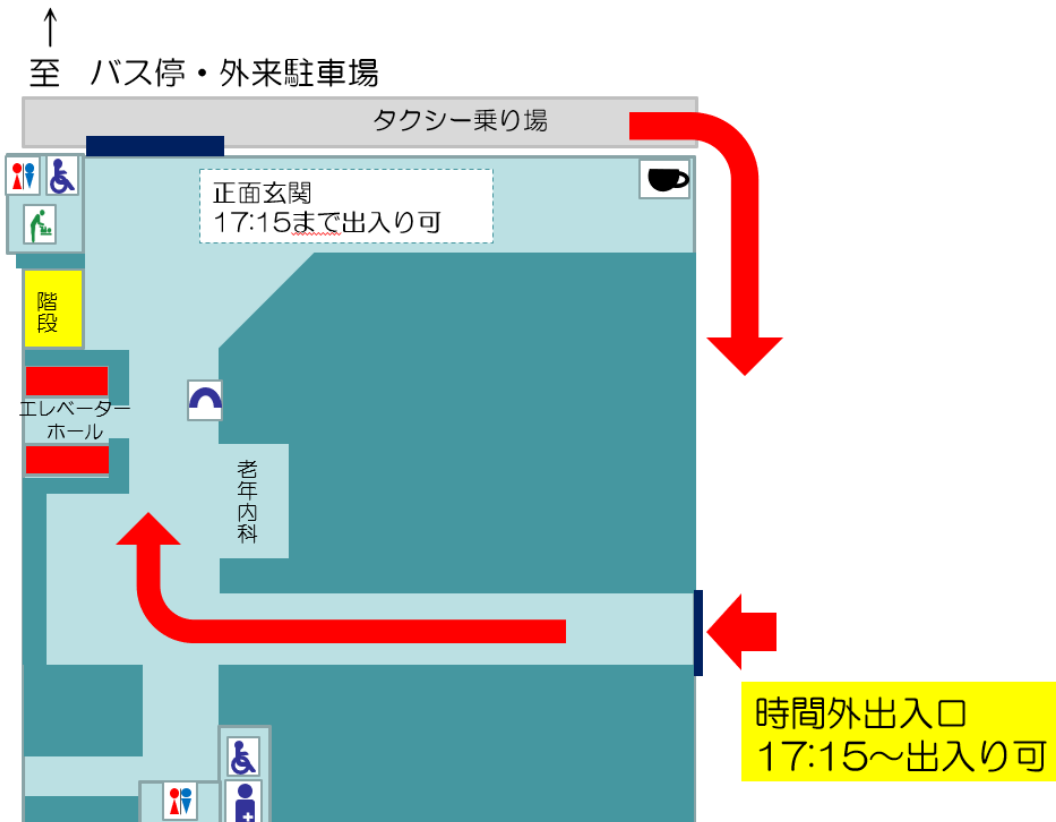 ↑
至 バス停・外来駐車場
タクシー乗り場
正面玄関
17:15まで出入り可
階段
エレベーター
ホール
老年内科
時間外出入口
17:15～出入り可